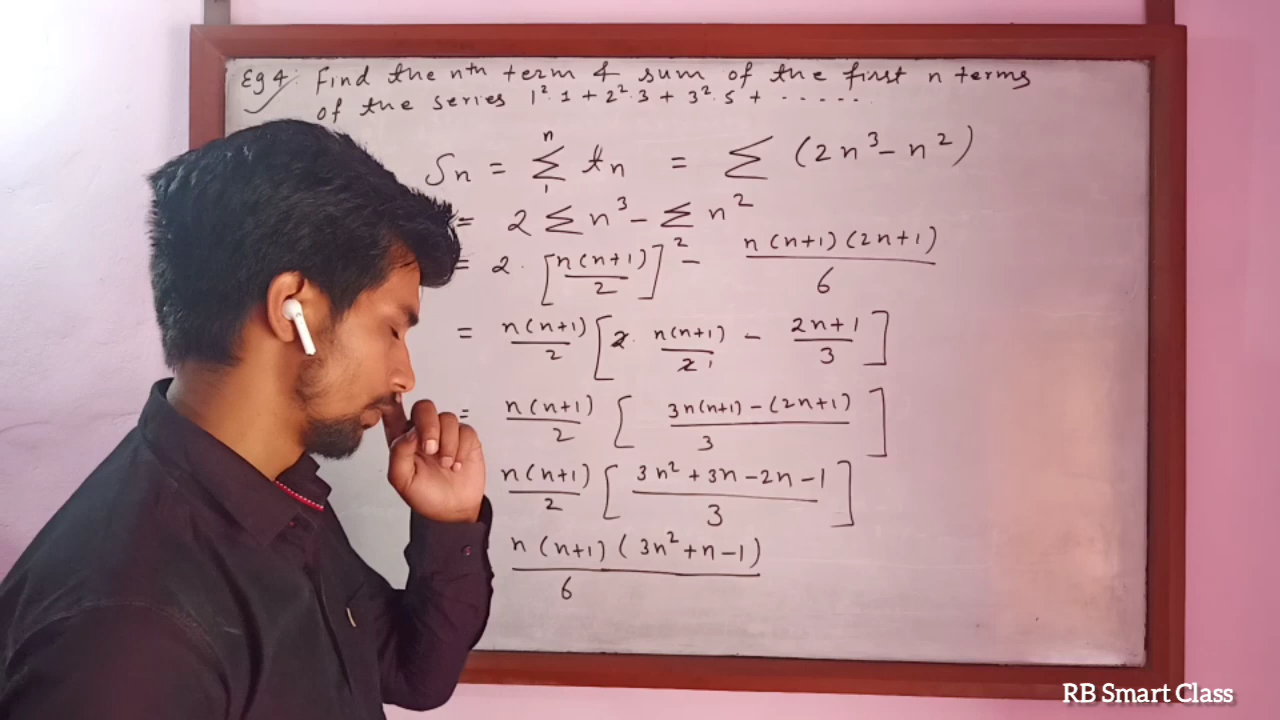 Eg 4: Find the nth term & sum of the first n terms
of the series 1². 1 + 2². 3 + 3². 5 + ......
Sn = n∑1 tn = ∑ (2n³ - n²)
= 2 ∑ n³ - ∑ n²
= 2 . [n(n+1)/2]² - n(n+1)(2n+1)/6
= n(n+1)/2 [2. n(n+1)/2 1 - 2n+1/3]
= n(n+1)/2 [3n(n+1) - (2n+1)/3]
n(n+1)/2 [3n² + 3n - 2n - 1/3]
n(n+1)(3n² + n - 1)/6
RB Smart Class